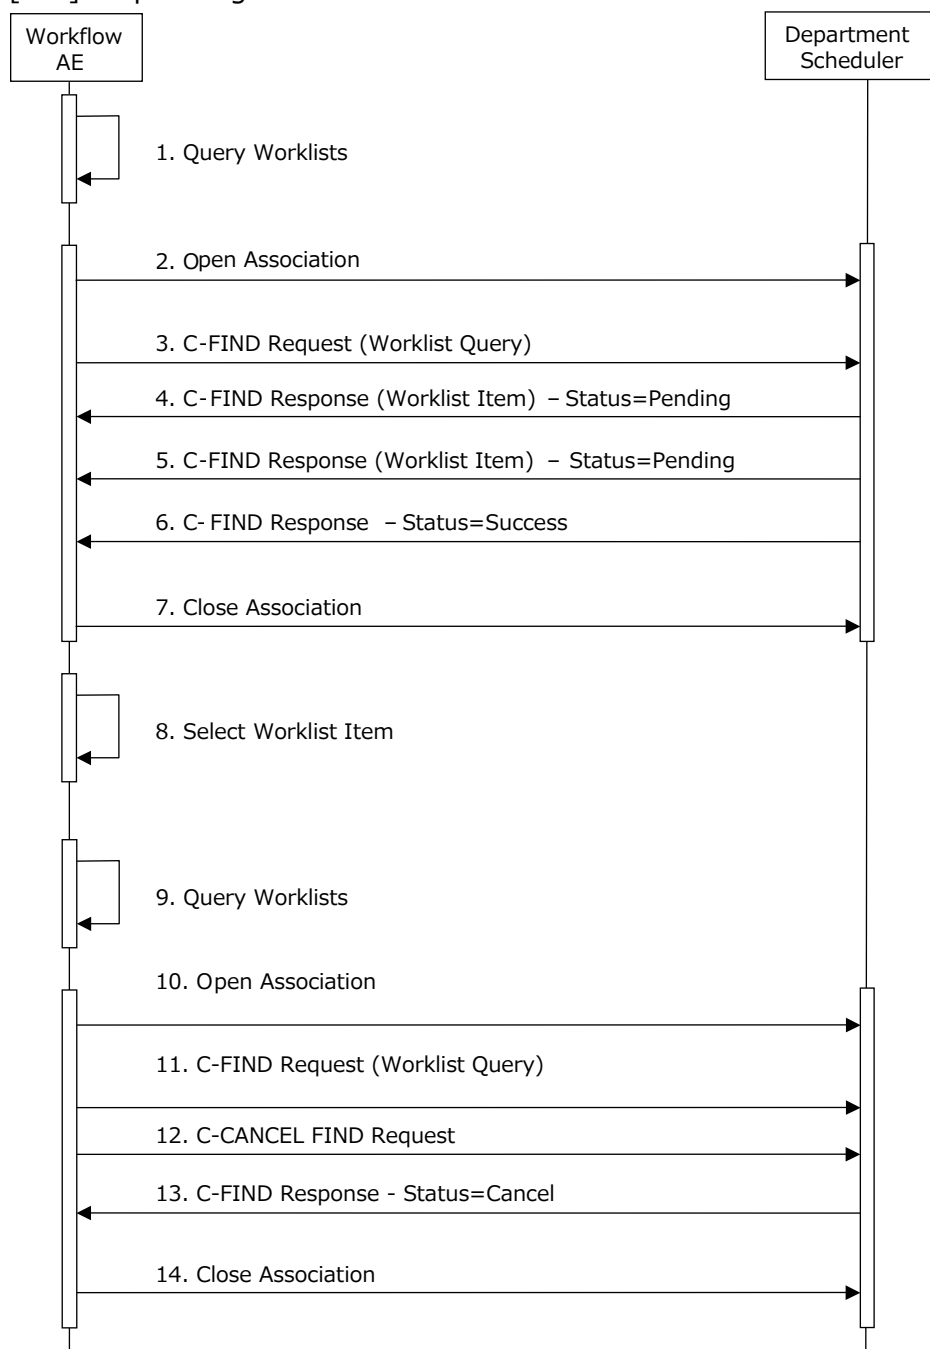 Workflow
AE
Department
Scheduler
1. Query Worklists
2. Open Association
3. C-FIND Request (Worklist Query)
4. C-FIND Response (Worklist Item) – Status=Pending
5. C-FIND Response (Worklist Item) – Status=Pending
6. C-FIND Response – Status=Success
7. Close Association
8. Select Worklist Item
9. Query Worklists
10. Open Association
11. C-FIND Request (Worklist Query)
12. C-CANCEL FIND Request
13. C-FIND Response - Status=Cancel
14. Close Association